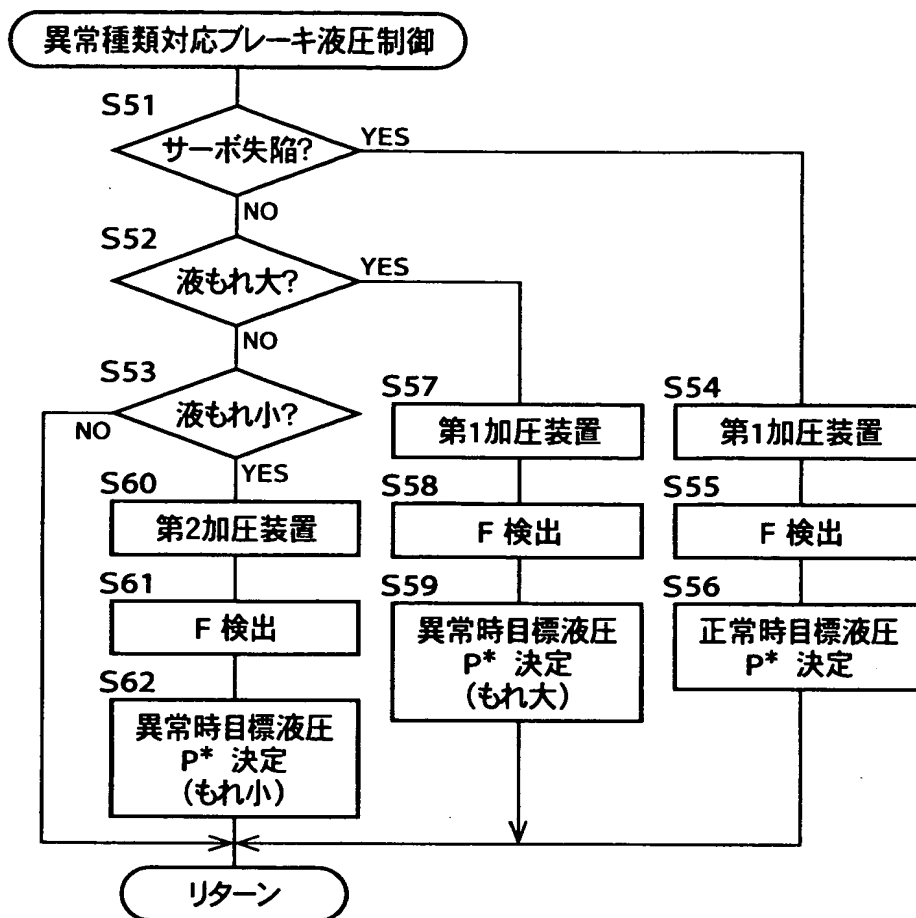 異常種類対応ブレーキ液圧制御
S51
サーボ失陥?
YES
NO
S52
液もれ大?
YES
NO
S53
液もれ小?
NO
YES
S57
第1加圧装置
S54
第1加圧装置
S58
F 検出
S55
F 検出
S60
第2加圧装置
S59
異常時目標液圧
P* 決定
(もれ大)
S56
正常時目標液圧
P* 決定
S61
F 検出
S62
異常時目標液圧
P* 決定
(もれ小)
リターン